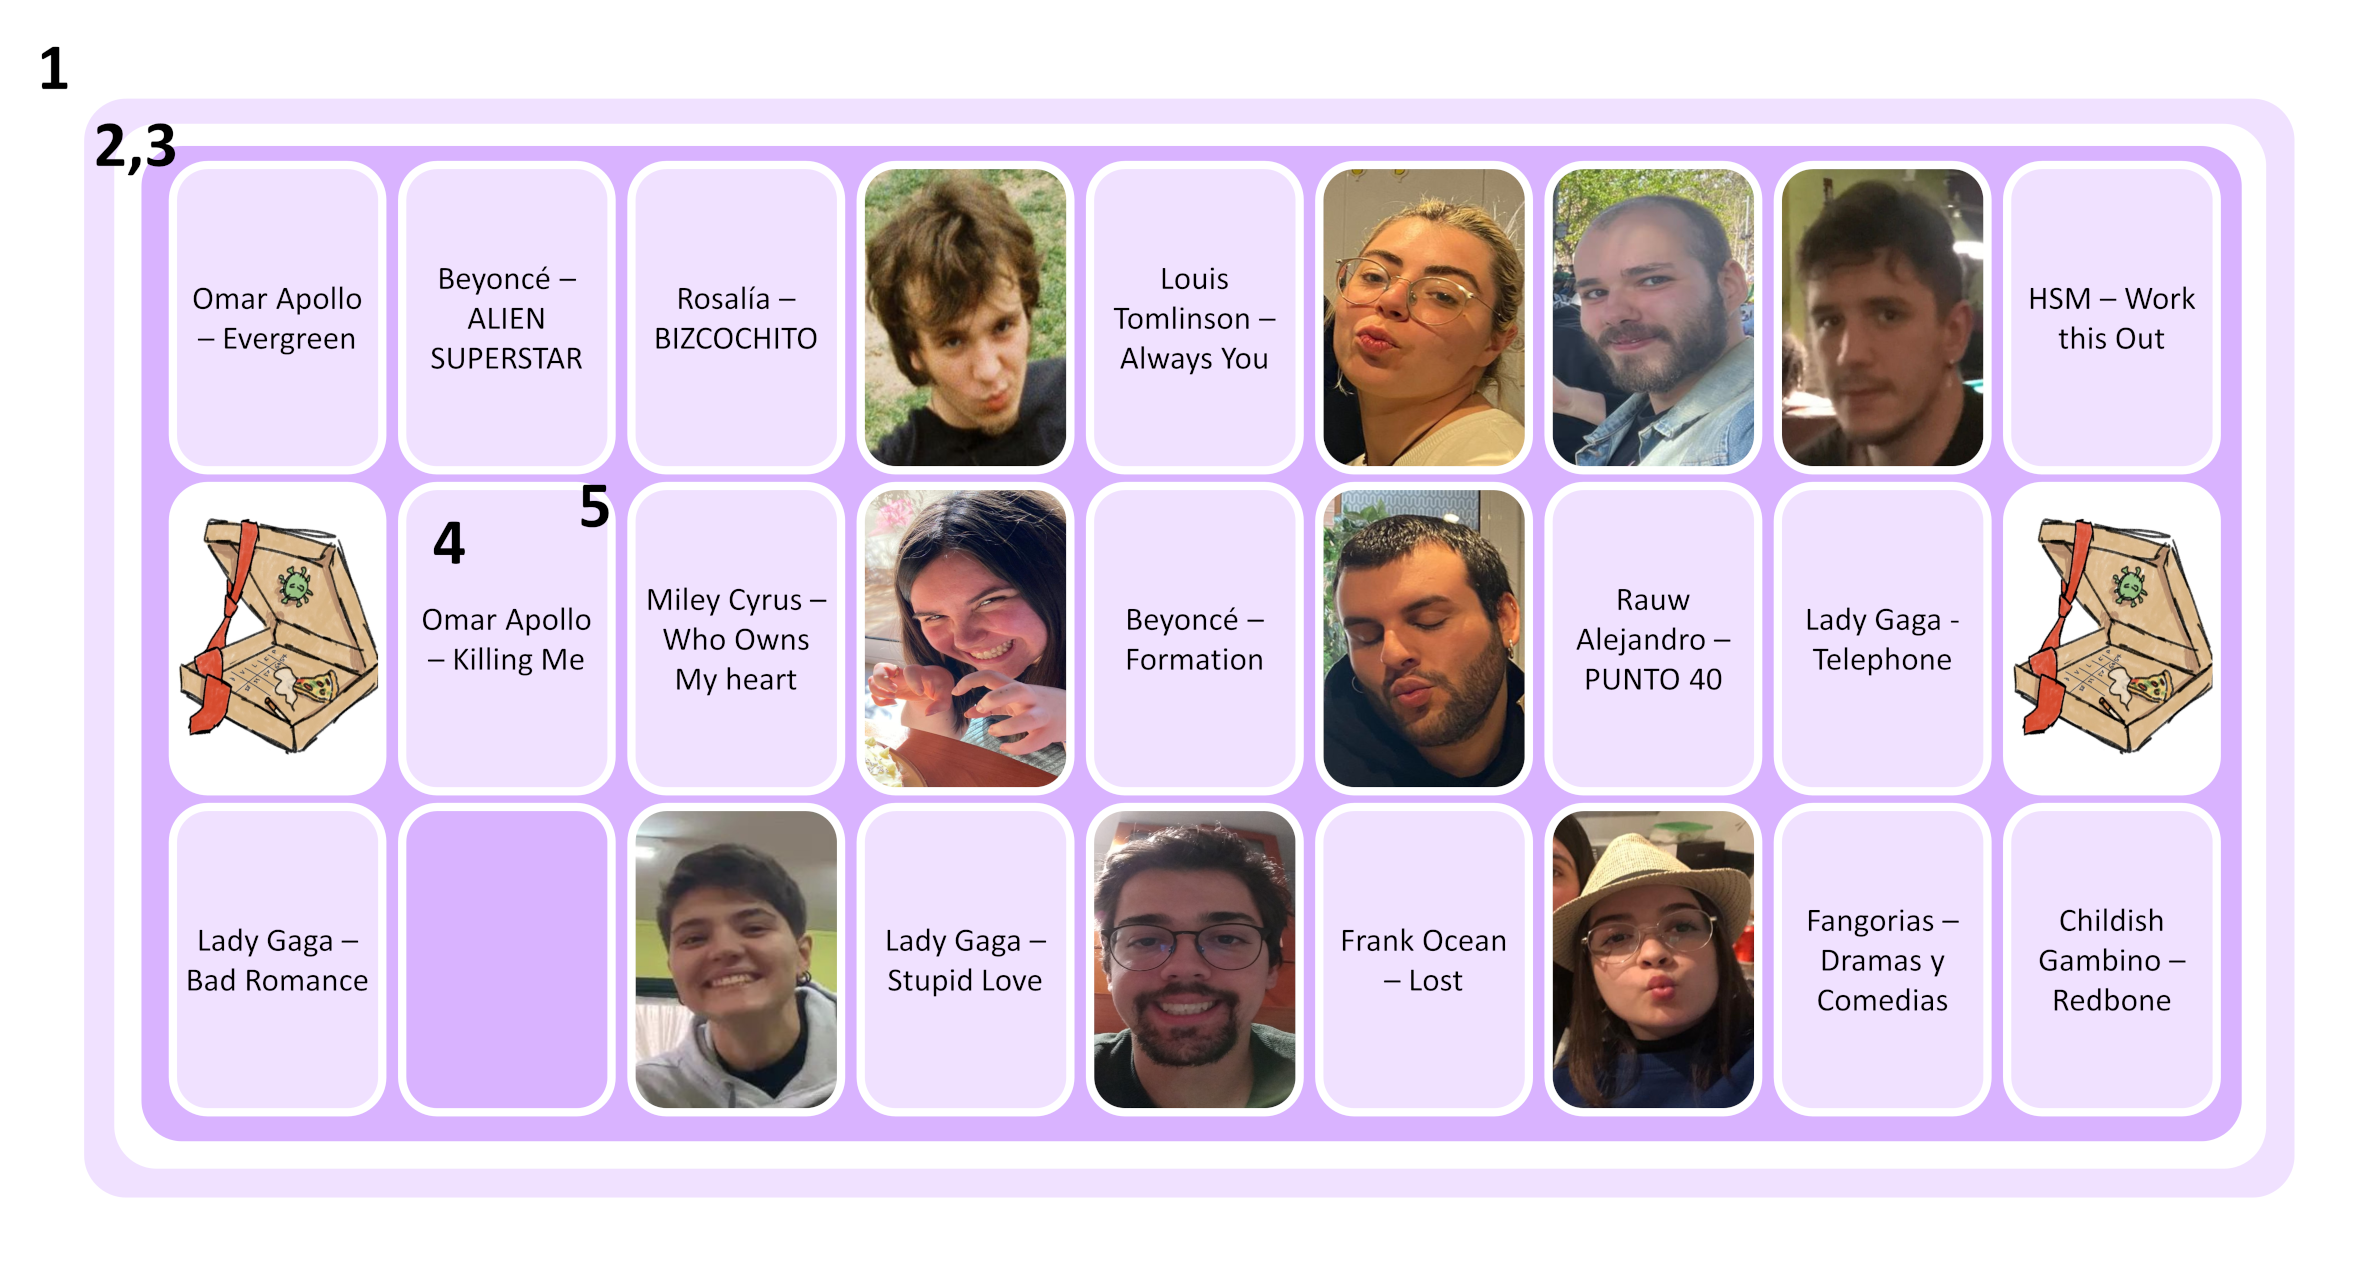 1
2,3
Omar Apollo
– Evergreen
Beyoncé –
ALIEN
SUPERSTAR
Rosalía –
BIZCOCHITO
Louis
Tomlinson –
Always You
HSM – Work
this Out
4
5
Omar Apollo
– Killing Me
Miley Cyrus –
Who Owns
My heart
Beyoncé –
Formation
Rauw
Alejandro –
PUNTO 40
Lady Gaga -
Telephone
Lady Gaga –
Bad Romance
Lady Gaga –
Stupid Love
Frank Ocean
– Lost
Fangorias –
Dramas y
Comedias
Childish
Gambino –
Redbone